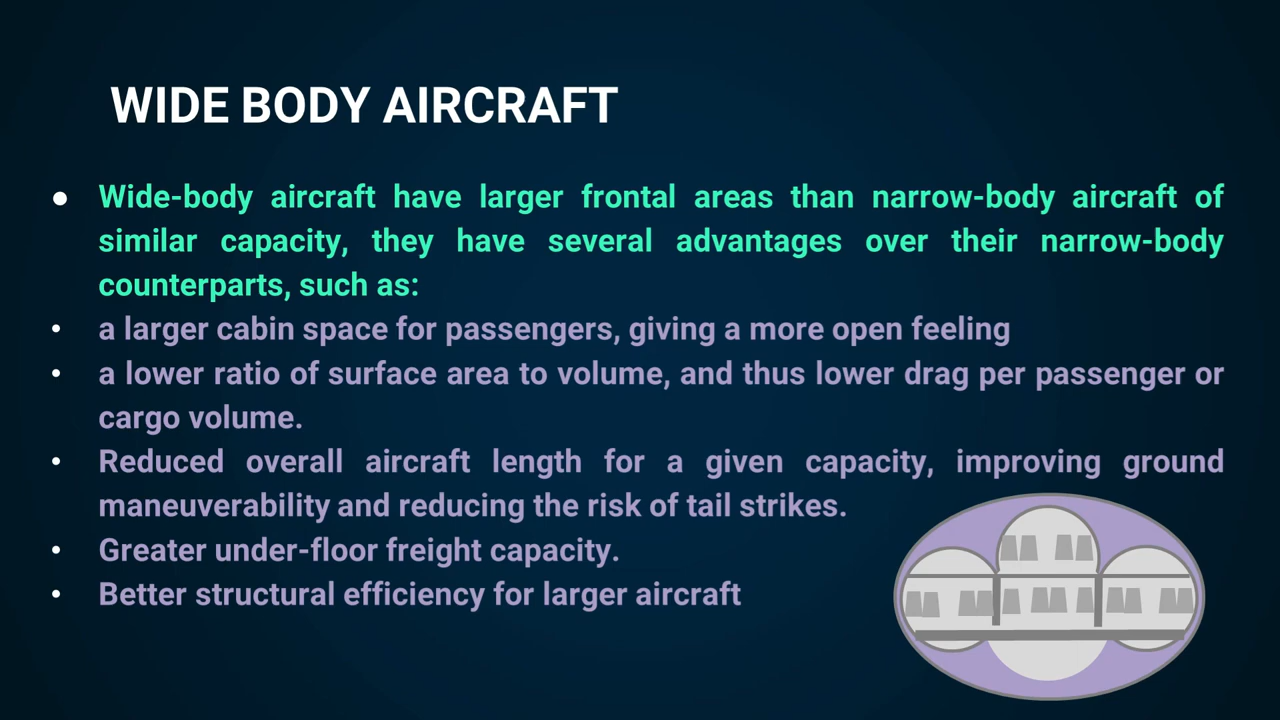 WIDE BODY AIRCRAFT
● Wide-body aircraft have larger frontal areas than narrow-body aircraft of
similar capacity, they have several advantages over their narrow-body
counterparts, such as:
• a larger cabin space for passengers, giving a more open feeling
• a lower ratio of surface area to volume, and thus lower drag per passenger or
cargo volume.
• Reduced overall aircraft length for a given capacity, improving ground
maneuverability and reducing the risk of tail strikes.
• Greater under-floor freight capacity.
• Better structural efficiency for larger aircraft